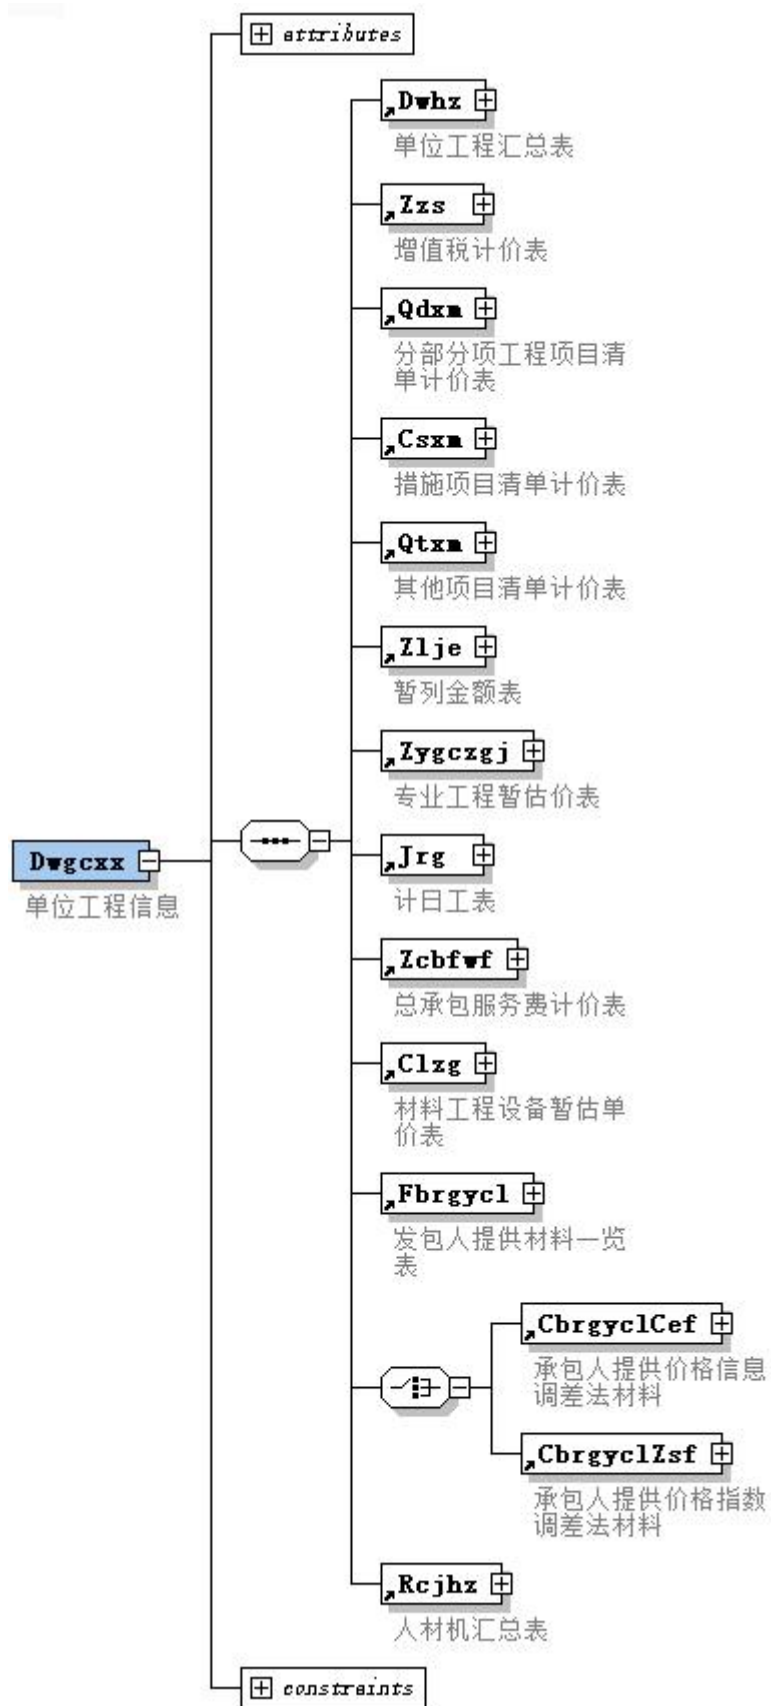 attributes
Dwhz
单位工程汇总表
Zzs
增值税计价表
Qdxm
分部分项工程项目清
单计价表
Csxm
措施项目清单计价表
Qtxm
其他项目清单计价表
Zlje
暂列金额表
Zygczgj
专业工程暂估价表
Dwgcxx
单位工程信息
Jrg
计日工表
Zcbfwf
总承包服务费计价表
Clzg
材料工程设备暂估单
价表
Fbrgycl
发包人提供材料一览
表
CbrgyclCef
承包人提供价格信息
调差法材料
CbrgyclZsf
承包人提供价格指数
调差法材料
Rcjhz
人材机汇总表
constraints